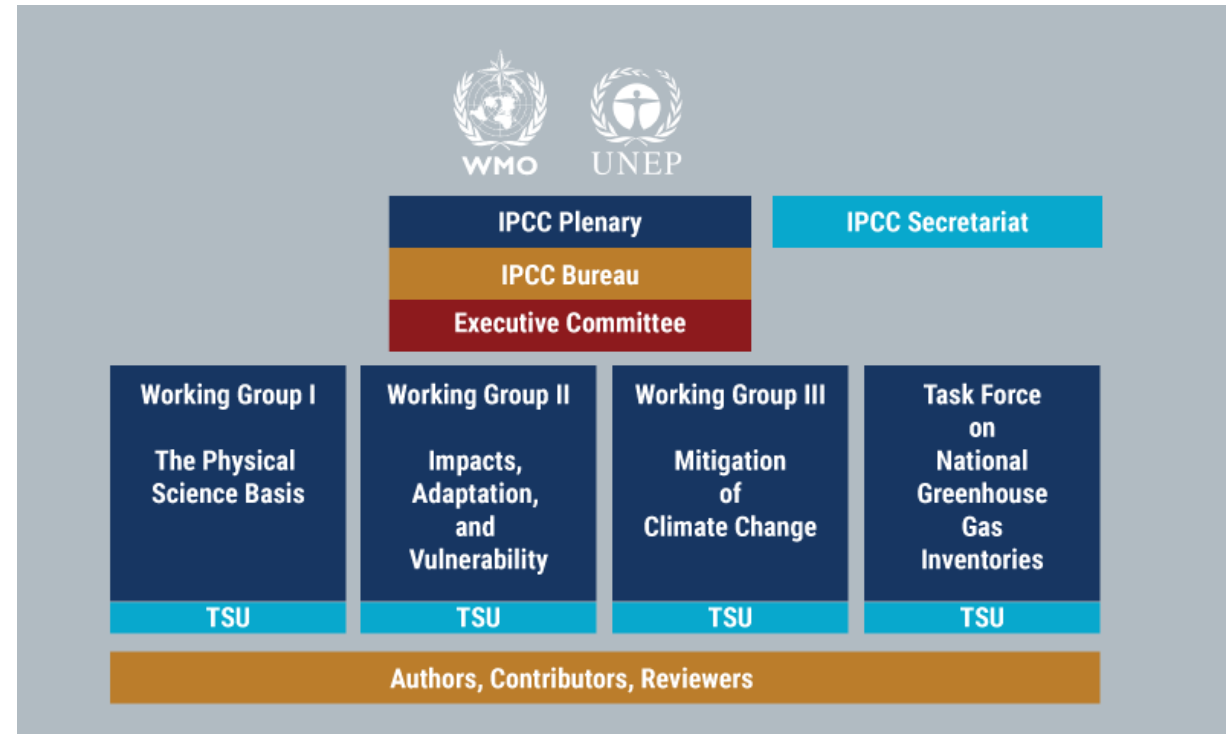 WMO
UNEP
IPCC Plenary
IPCC Secretariat
IPCC Bureau
Executive Committee
Working Group I
The Physical
Science Basis
TSU
Working Group II
Impacts,
Adaptation,
and
Vulnerability
TSU
Working Group III
Mitigation
of
Climate Change
TSU
Task Force
on
National
Greenhouse
Gas
Inventories
TSU
Authors, Contributors, Reviewers